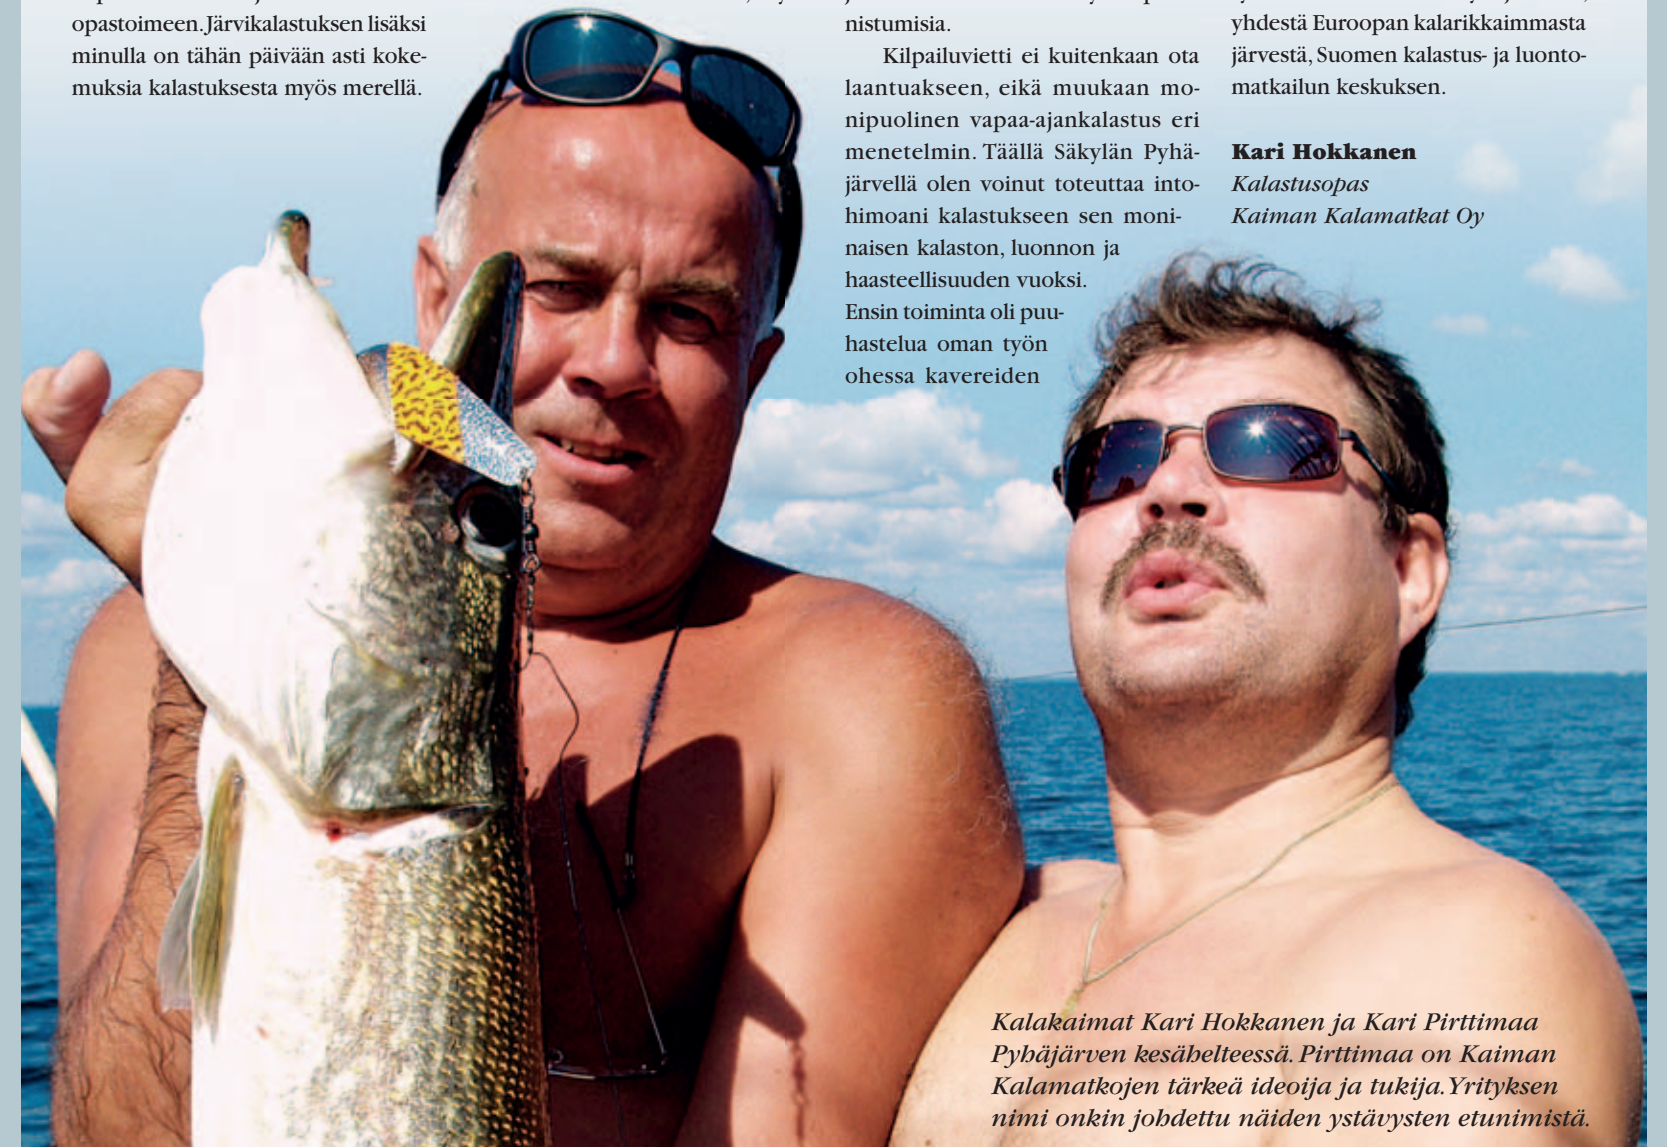 opastoimeen. Järvikalastuksen lisäksi
minulla on tähän päivään asti koke-
muksia kalastuksesta myös merellä.
nistumisia.
Kilpailuvietti ei kuitenkaan ota
laantuakseen, eikä muukaan mo-
nipuolinen vapaa-ajankalastus eri
menetelmin. Täällä Säkylän Pyhä-
järvellä olen voinut toteuttaa into-
himoani kalastukseen sen moni-
naisen kalaston, luonnon ja
haasteellisuuden vuoksi.
Ensin toiminta oli puu-
hastelua oman työn
ohessa kavereiden
yhdestä Euroopan kalarikkaimmasta
järvestä, Suomen kalastus- ja luonto-
matkailun keskuksen.
Kari Hokkanen
Kalastusopas
Kaiman Kalamatkat Oy
Kalakaimat Kari Hokkanen ja Kari Pirttimaa
Pyhäjärven kesähelteessä. Pirttimaa on Kaiman
Kalamatkojen tärkeä ideoija ja tukija. Yrityksen
nimi onkin johdettu näiden ystävysten etunimistä.